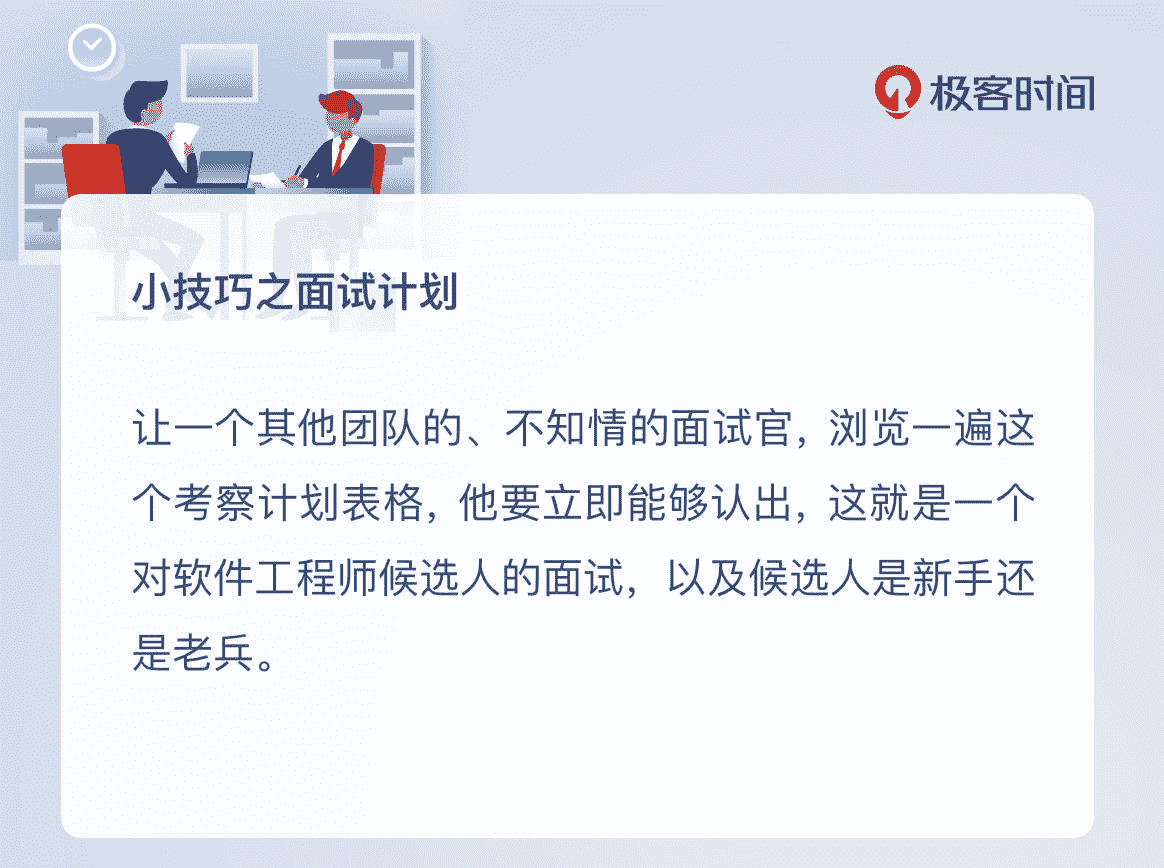 极客时间
小技巧之面试计划
让一个其他团队的、不知情的面试官，浏览一遍这
个考察计划表格，他要立即能够认出，这就是一个
对软件工程师候选人的面试，以及候选人是新手还
是老兵。